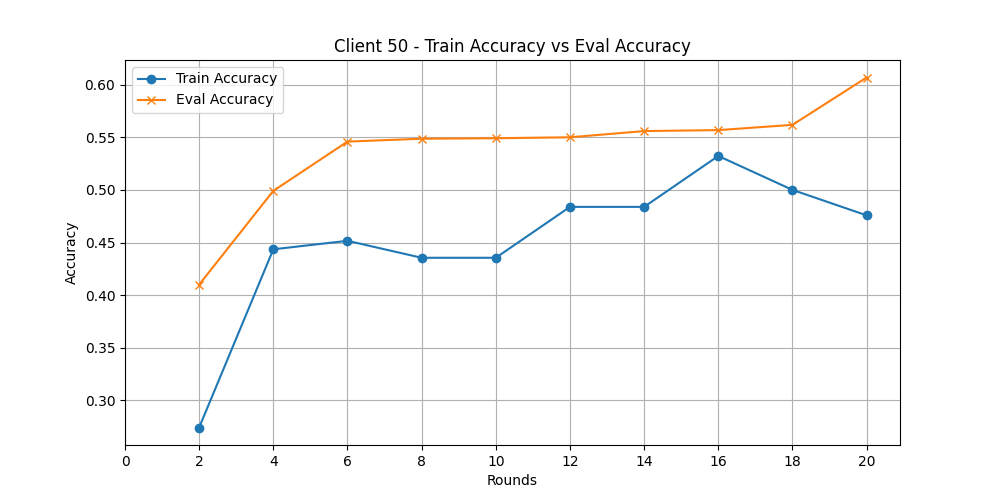 Client 50 - Train Accuracy vs Eval Accuracy
Train Accuracy
Eval Accuracy
Accuracy
0.60
0.55
0.50
0.45
0.40
0.35
0.30
0 2 4 6 8 10 12 14 16 18 20
Rounds